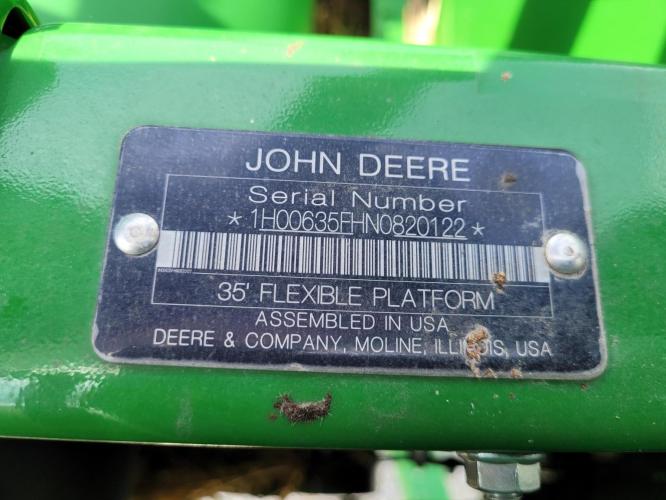 JOHN DEERE
Serial Number
*1H00635FHN0820122*
35' FLEXIBLE PLATFORM
ASSEMBLED IN USA
DEERE & COMPANY, MOLINE, ILLINOIS, USA